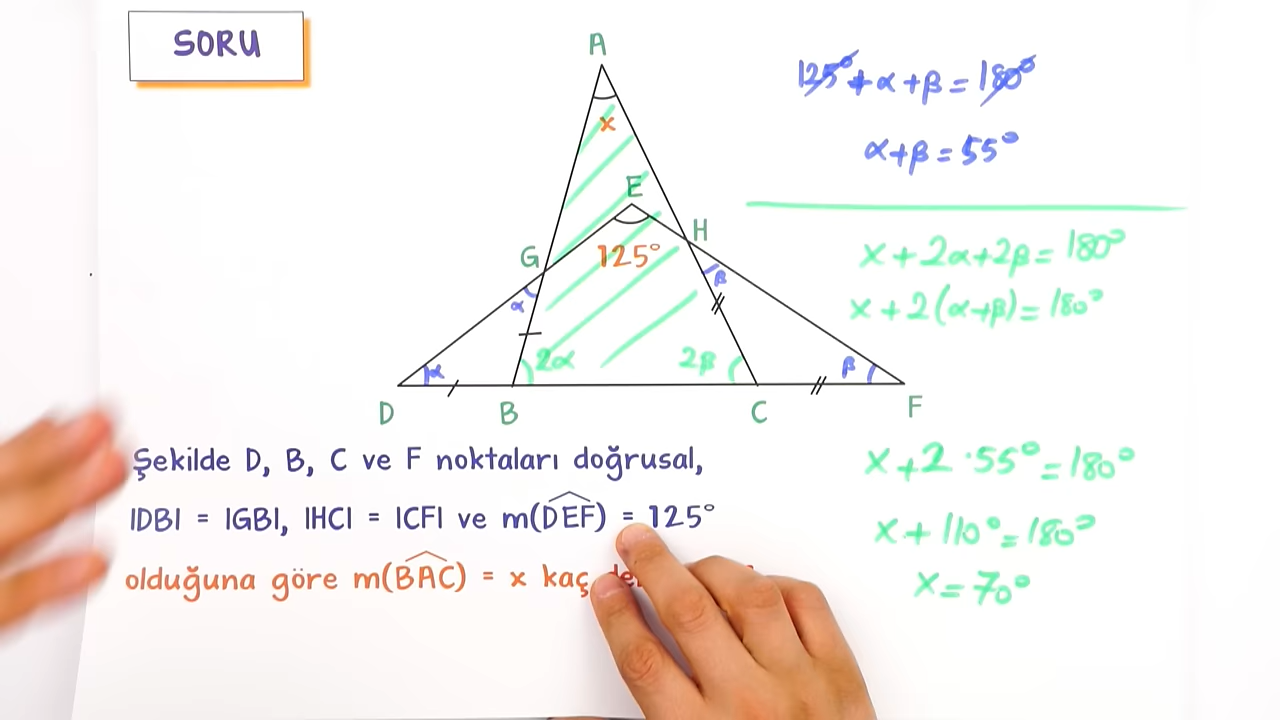 SORU
A
x
E
125°
G
H
α
β
α
2α
2β
β
D
B
C
F
125° + α + β = 180°
α + β = 55°
x + 2α + 2β = 180°
x + 2(α + β) = 180°
x + 2 · 55° = 180°
x + 110° = 180°
x = 70°
Şekilde D, B, C ve F noktaları doğrusal,
|DB| = |GB|, |HC| = |CF| ve m(DEF) = 125°
olduğuna göre m(BAC) = x kaç